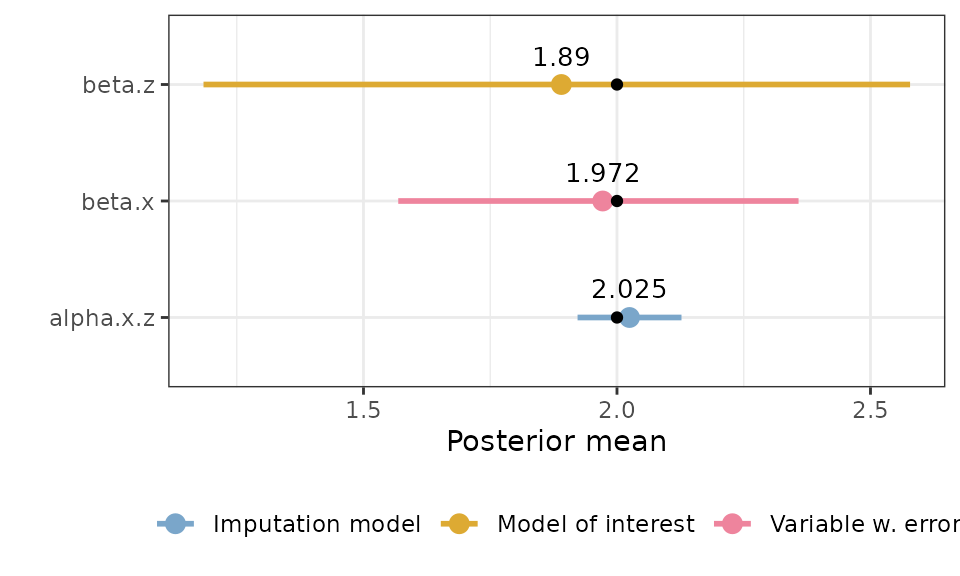 1.89
beta.z
1.972
beta.x
2.025
alpha.x.z
1.5 2.0 2.5
Posterior mean
Imputation model Model of interest Variable w. error